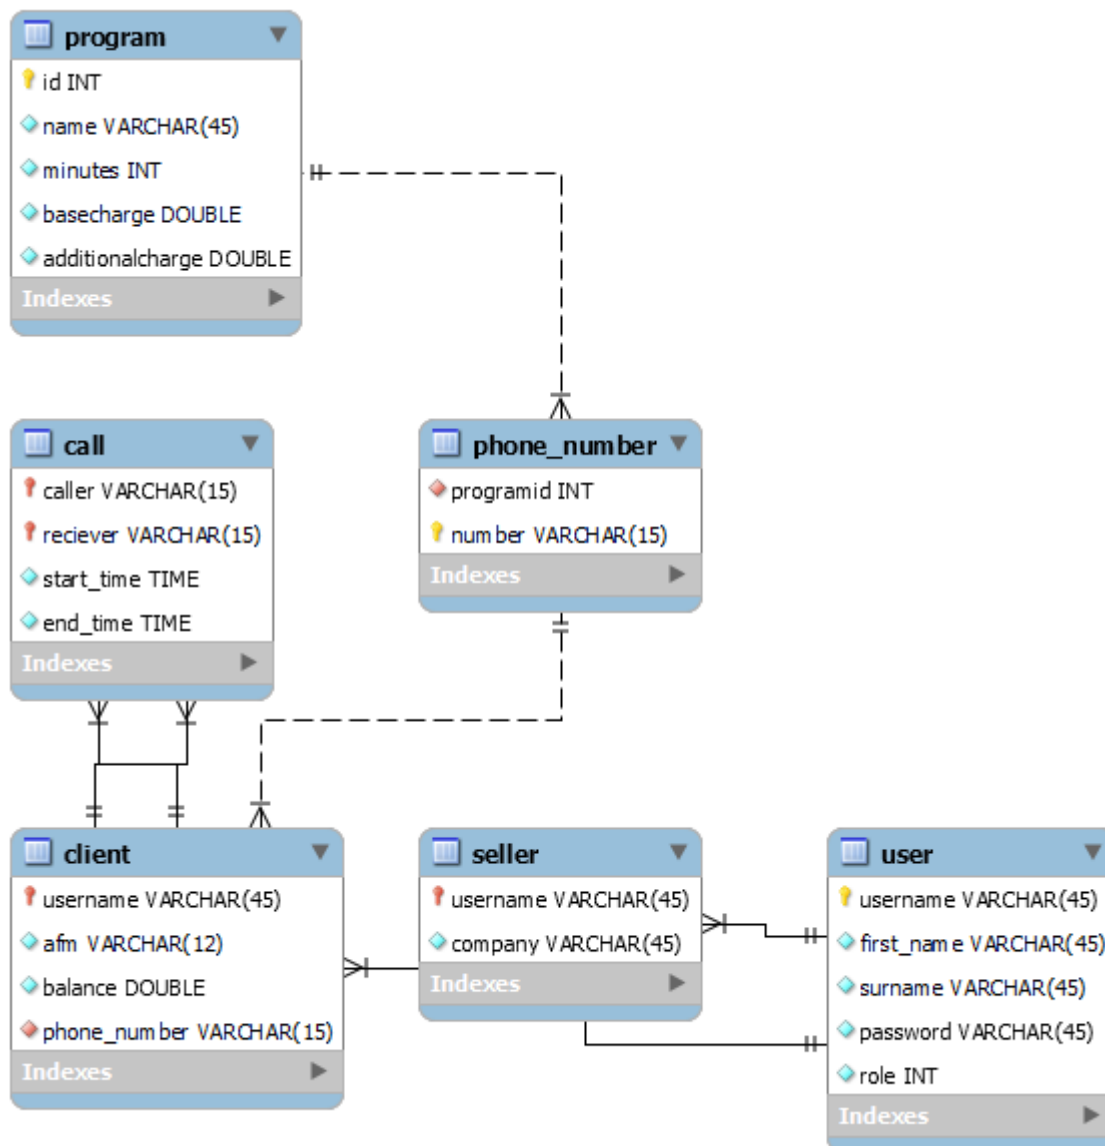 program
id INT
name VARCHAR(45)
minutes INT
basecharge DOUBLE
additionalcharge DOUBLE
Indexes
call
caller VARCHAR(15)
reciever VARCHAR(15)
start_time TIME
end_time TIME
Indexes
phone_number
programid INT
number VARCHAR(15)
Indexes
client
username VARCHAR(45)
afm VARCHAR(12)
balance DOUBLE
phone_number VARCHAR(15)
Indexes
seller
username VARCHAR(45)
company VARCHAR(45)
Indexes
user
username VARCHAR(45)
first_name VARCHAR(45)
surname VARCHAR(45)
password VARCHAR(45)
role INT
Indexes